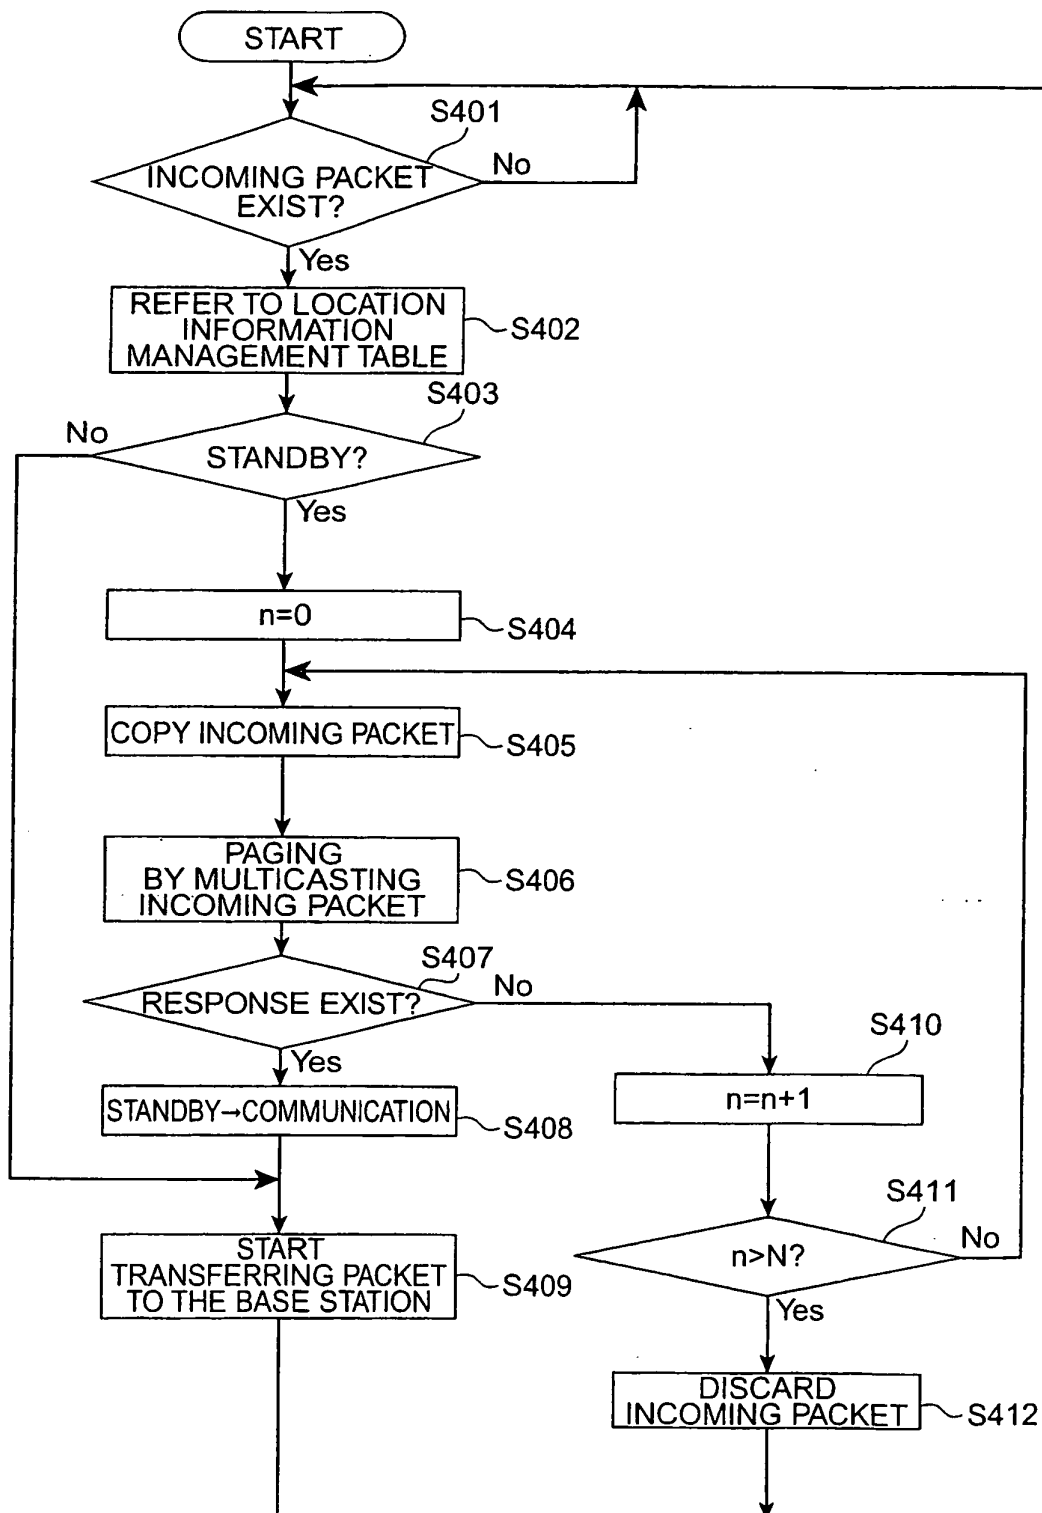 START
S401
INCOMING PACKET
EXIST?
No
Yes
REFER TO LOCATION
INFORMATION
MANAGEMENT TABLE
S402
S403
No
STANDBY?
Yes
n=0
S404
COPY INCOMING PACKET
S405
PAGING
BY MULTICASTING
INCOMING PACKET
S406
S407
RESPONSE EXIST?
No
Yes
STANDBY→COMMUNICATION
S408
S410
n=n+1
S411
n>N?
No
Yes
START
TRANSFERRING PACKET
TO THE BASE STATION
S409
DISCARD
INCOMING PACKET
S412